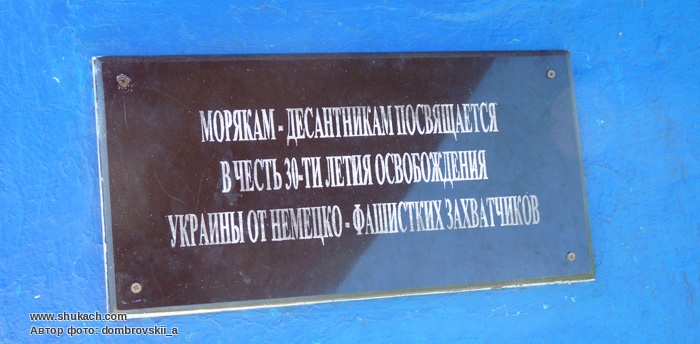 МОРЯКАМ - ДЕСАНТНИКАМ ПОСВЯЩАЕТСЯ
В ЧЕСТЬ 30-ТИ ЛЕТИЯ ОСВОБОЖДЕНИЯ
УКРАИНЫ ОТ НЕМЕЦКО - ФАШИСТКИХ ЗАХВАТЧИКОВ
www.shukach.com
Автор фото: dombrovskii_a